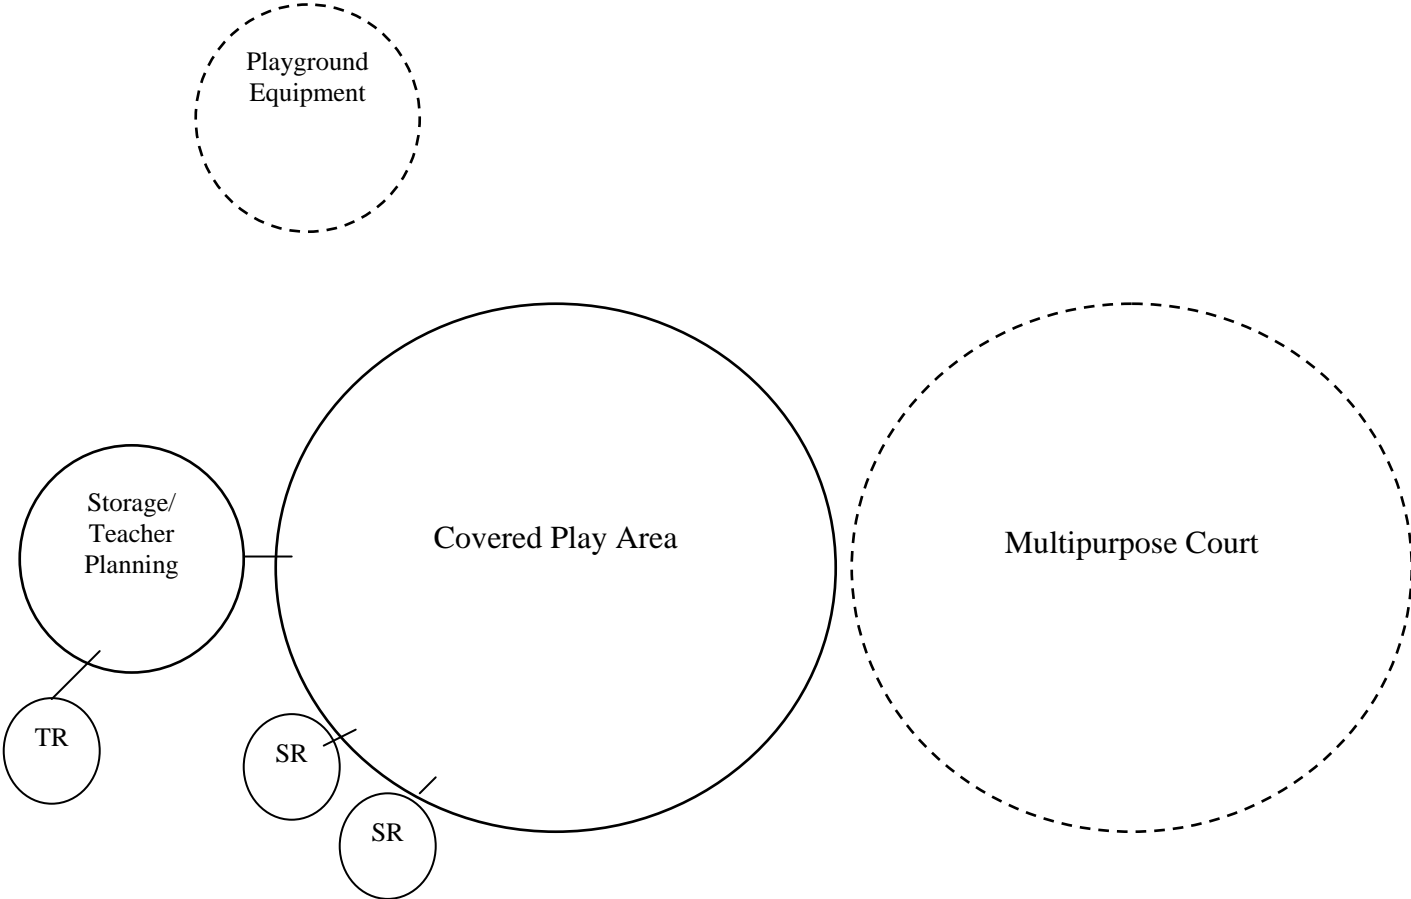 Playground
Equipment
Storage/
Teacher
Planning
Covered Play Area
Multipurpose Court
TR
SR
SR